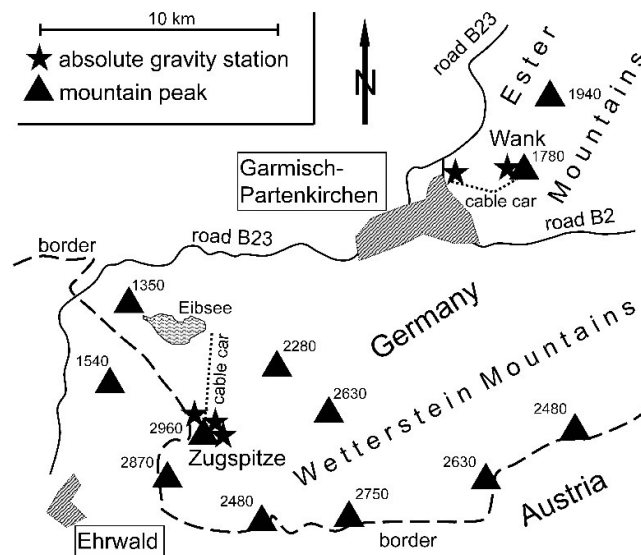 10 km
absolute gravity station
mountain peak
N
road B23
Ester
Mountains
1940
Wank
1780
Garmisch-
Partenkirchen
cable car
road B2
border
road B23
1350
Eibsee
Germany
cable car
2280
1540
2630
Wetterstein Mountains
2960
Zugspitze
2480
2870
2630
2480
2750
Austria
Ehrwald
border